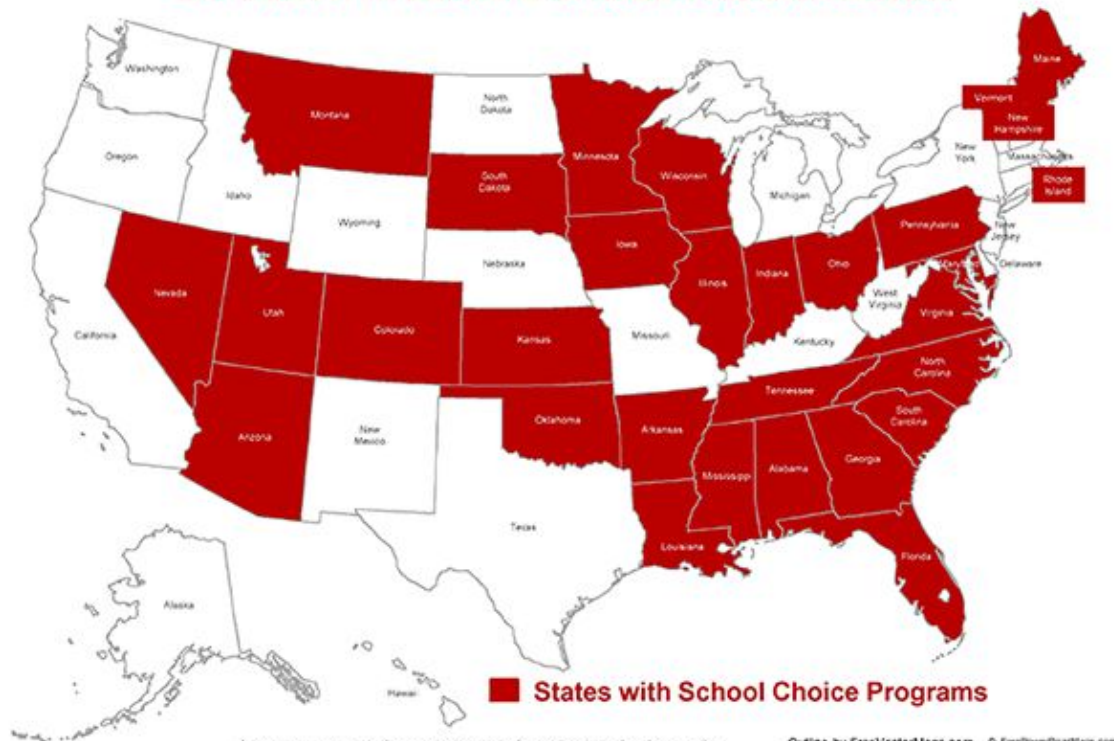 Washington
Oregon
California
Idaho
Nevada
Montana
Wyoming
Utah
Arizona
Colorado
New
Mexico
North
Dakota
South
Dakota
Nebraska
Kansas
Oklahoma
Texas
Minnesota
Iowa
Missouri
Arkansas
Louisiana
Wisconsin
Illinois
Michigan
Indiana
Ohio
Kentucky
Tennessee
Mississippi
Alabama
Georgia
Florida
South
Carolina
North
Carolina
Virginia
West
Virginia
Maryland
Delaware
Pennsylvania
New
Jersey
New
York
Vermont
New
Hampshire
Maine
Massachusetts
Rhode
Island
Alaska
Hawaii
States with School Choice Programs